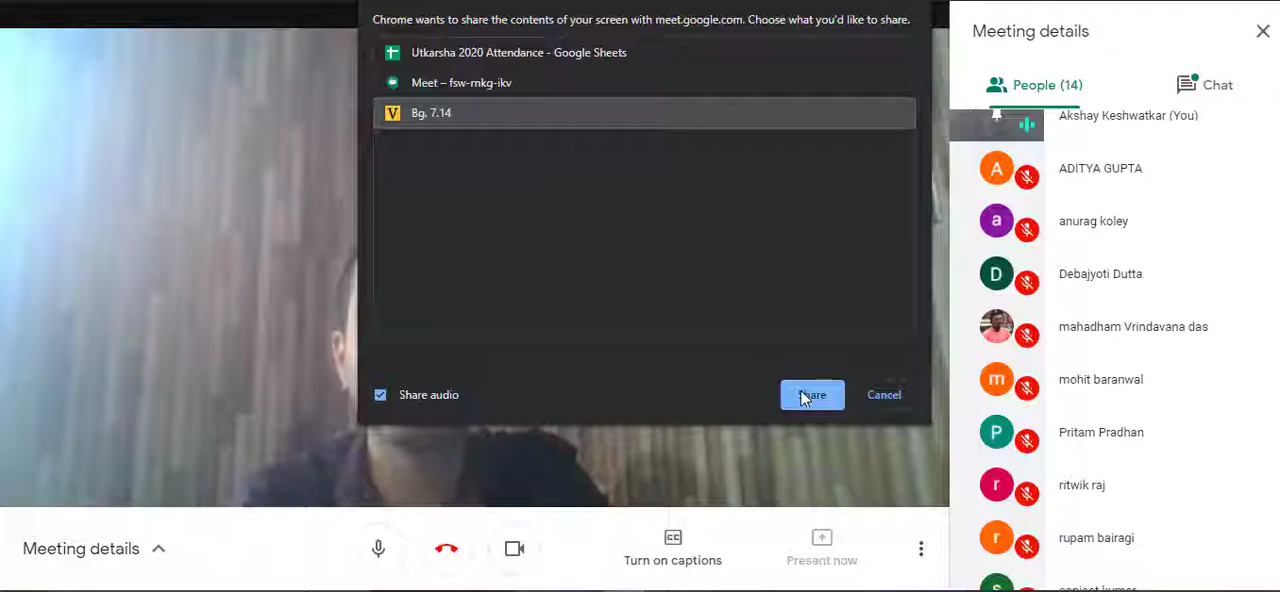 Chrome wants to share the contents of your screen with meet.google.com. Choose what you'd like to share.
Utkarsha 2020 Attendance - Google Sheets
Meet – fsw-rnkg-ikv
V Bg. 7.14
Share audio
Share
Cancel
Meeting details
Turn on captions
Present now
Meeting details
People (14)
Chat
Akshay Keshwatkar (You)
A ADITYA GUPTA
a anurag koley
D Debajyoti Dutta
mahadham Vrindavana das
m mohit baranwal
P Pritam Pradhan
r ritwik raj
r rupam bairagi